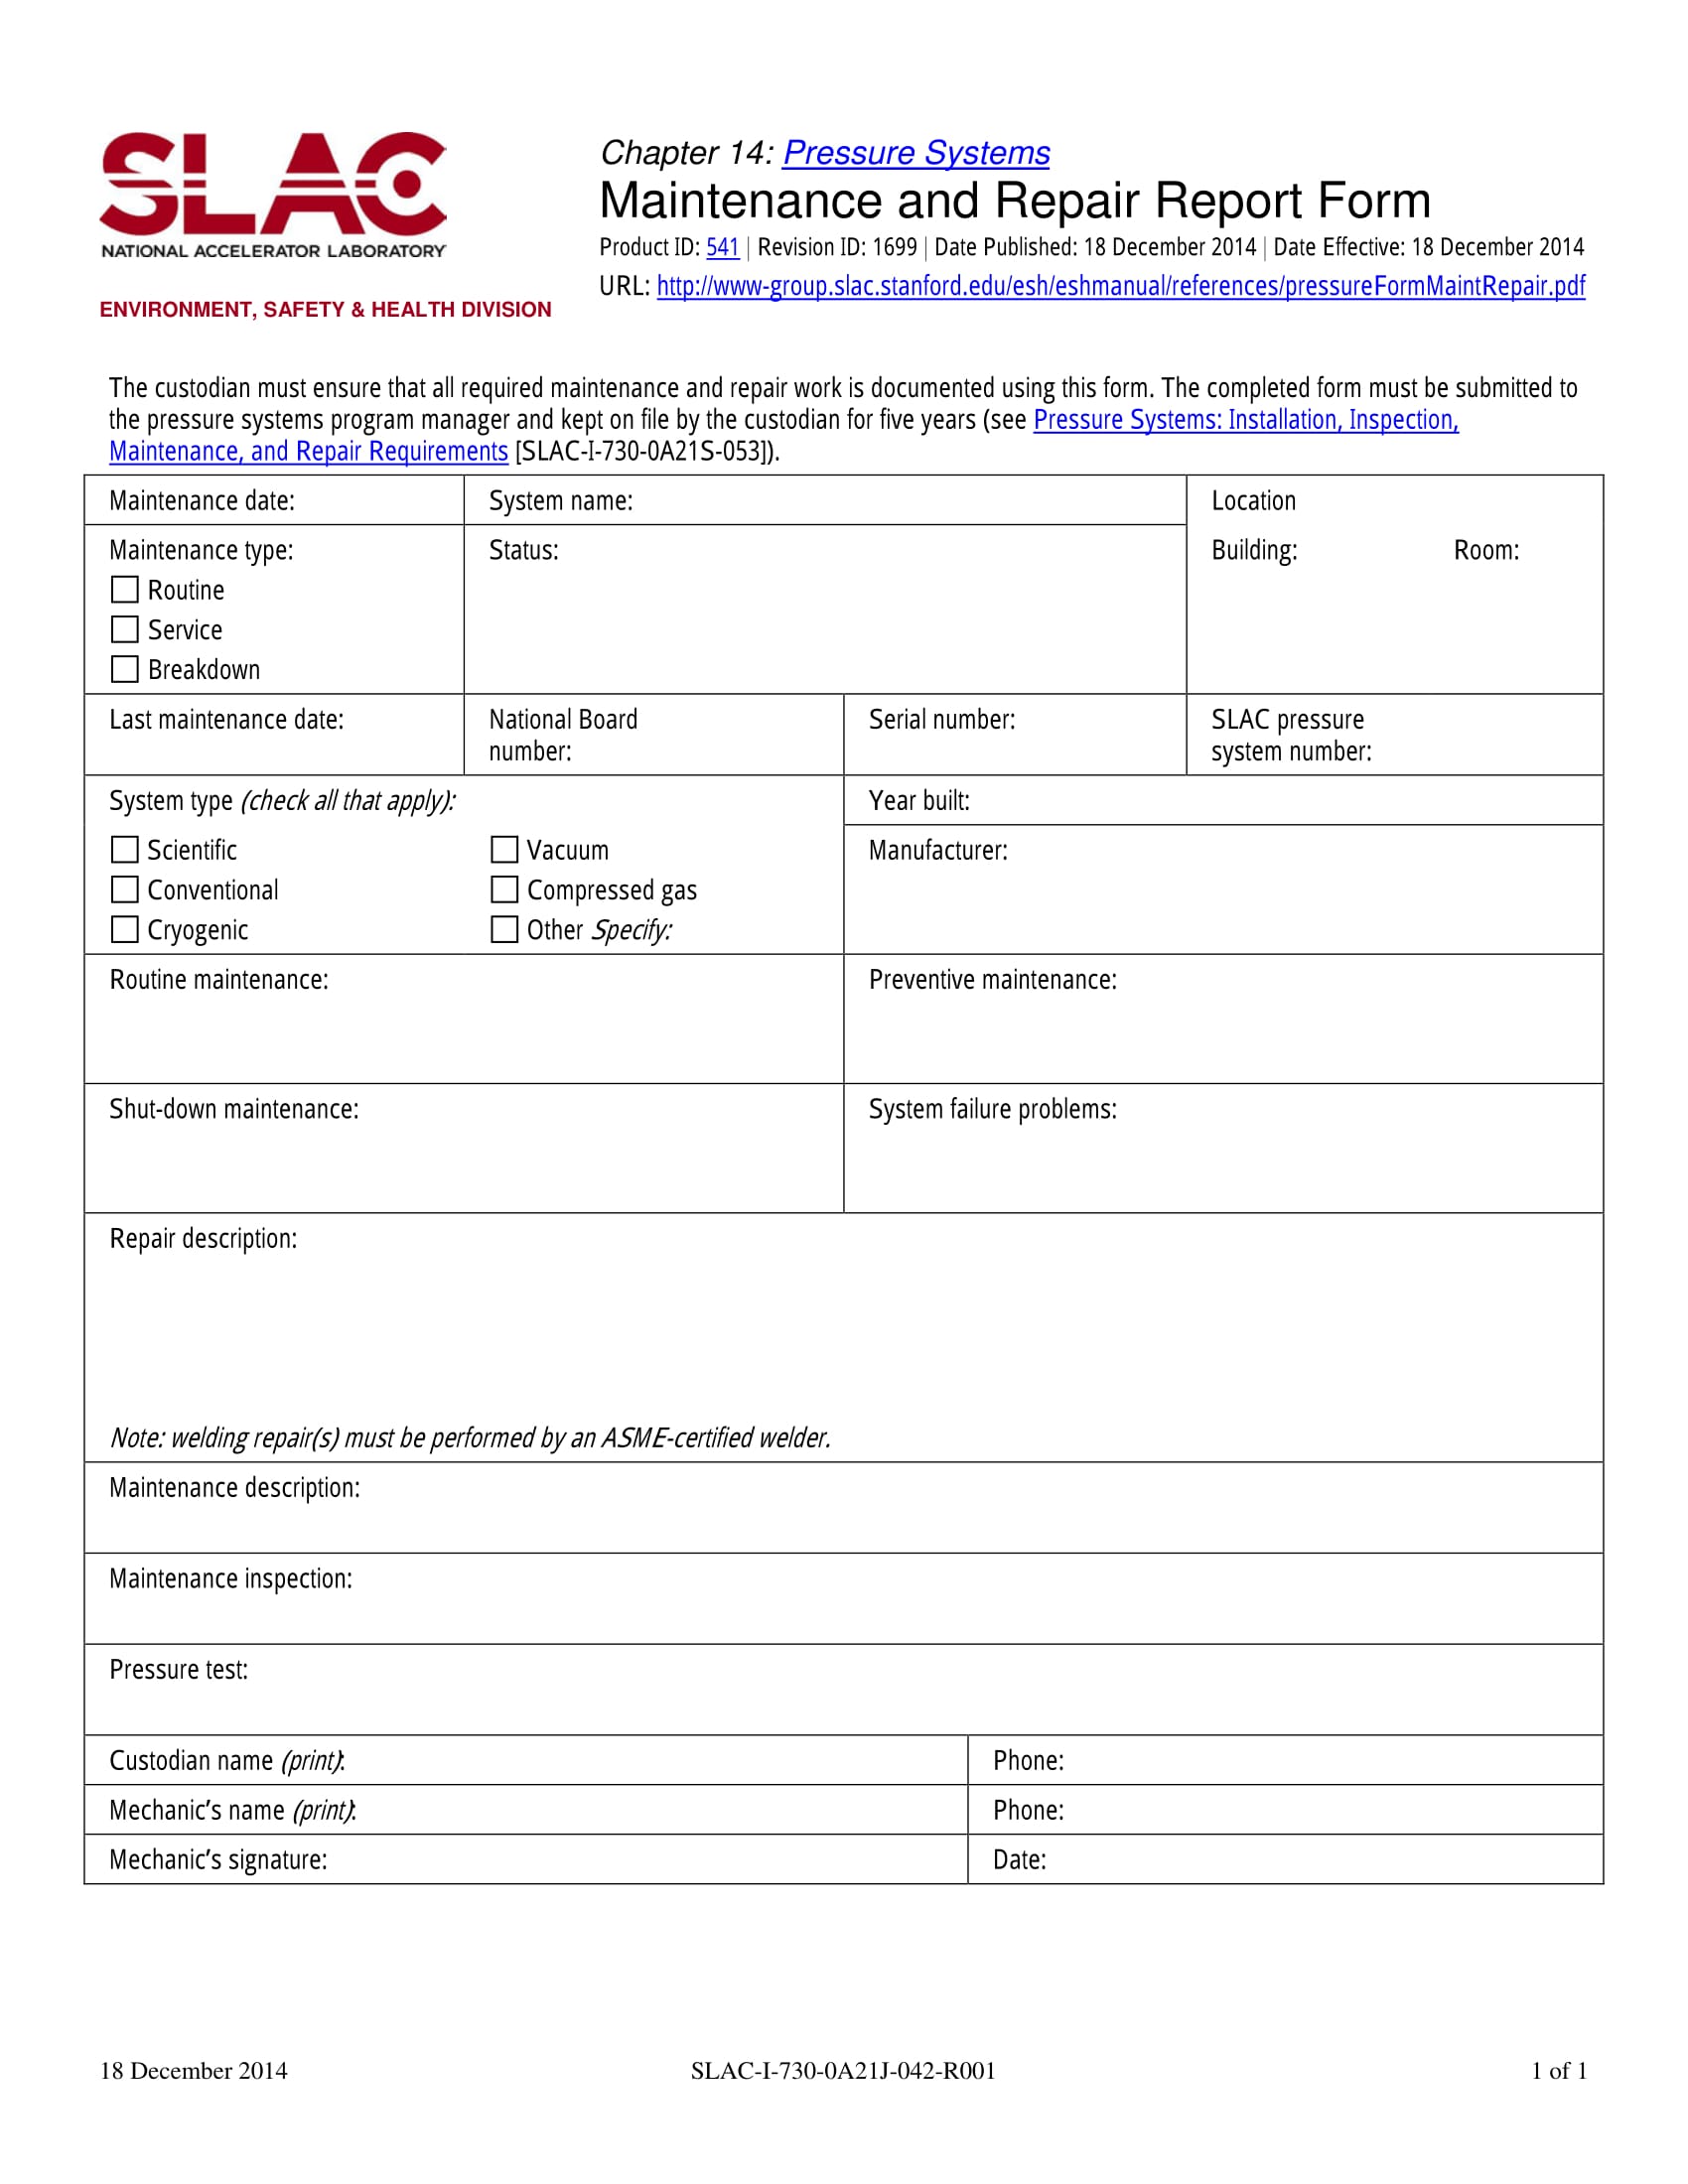 SLAC
NATIONAL ACCELERATOR LABORATORY
ENVIRONMENT, SAFETY & HEALTH DIVISION
Chapter 14: Pressure Systems
Maintenance and Repair Report Form
Product ID: 541 | Revision ID: 1699 | Date Published: 18 December 2014 | Date Effective: 18 December 2014
URL: http://www-group.slac.stanford.edu/esh/eshmanual/references/pressureFormMaintRepair.pdf
The custodian must ensure that all required maintenance and repair work is documented using this form. The completed form must be submitted to
the pressure systems program manager and kept on file by the custodian for five years (see Pressure Systems: Installation, Inspection,
Maintenance, and Repair Requirements [SLAC-I-730-0A21S-053]).
Maintenance date:
System name:
Location
Maintenance type:
Status:
Building:
Room:
Routine
Service
Breakdown
Last maintenance date:
National Board
number:
Serial number:
SLAC pressure
system number:
System type (check all that apply):
Year built:
Scientific
Vacuum
Manufacturer:
Conventional
Compressed gas
Cryogenic
Other Specify:
Routine maintenance:
Preventive maintenance:
Shut-down maintenance:
System failure problems:
Repair description:
Note: welding repair(s) must be performed by an ASME-certified welder.
Maintenance description:
Maintenance inspection:
Pressure test:
Custodian name (print):
Phone:
Mechanic’s name (print):
Phone:
Mechanic’s signature:
Date:
18 December 2014
SLAC-I-730-0A21J-042-R001
1 of 1